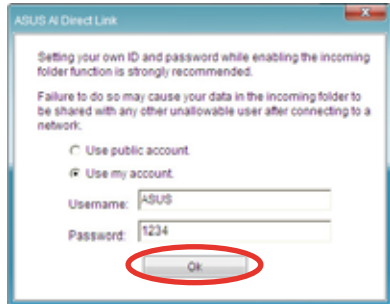 ASUS AI Direct Link
Setting your own ID and password while enabling the incoming
folder function is strongly recommended.
Failure to do so may cause your data in the incoming folder to
be shared with any other unallowable user after connecting to a
network.
Use public account.
Use my account.
Username: ASUS
Password: 1234
Ok